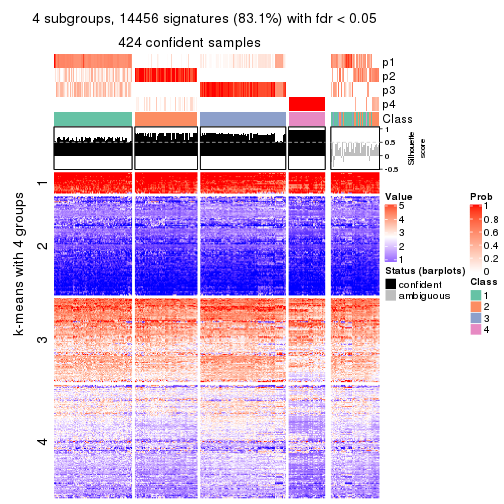 4 subgroups, 14456 signatures (83.1%) with fdr < 0.05
424 confident samples
p1
p2
p3
p4
Class
1
0.5
0
-0.5
Silhouette
score
k-means with 4 groups
1
2
3
4
Value
5
4
3
2
1
Status (barplots)
confident
ambiguous
Prob
1
0.8
0.6
0.4
0.2
0
Class
1
2
3
4